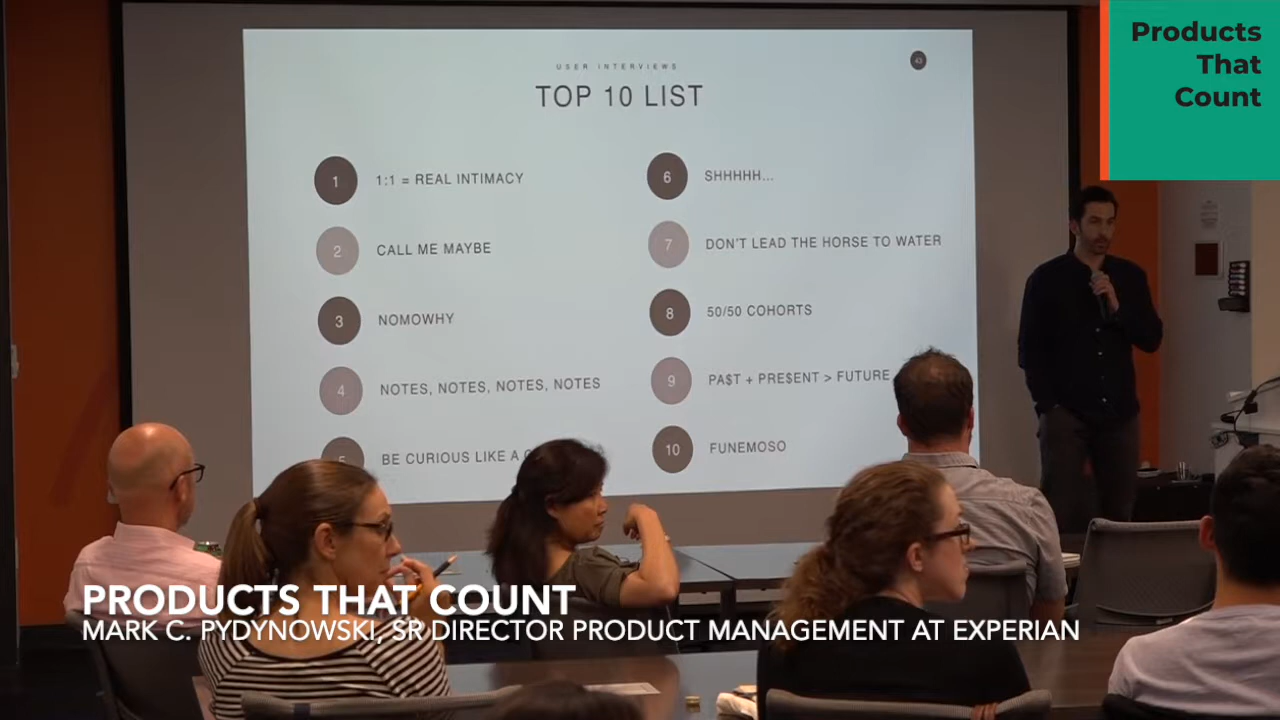 Products
That
Count
USER INTERVIEWS
43
TOP 10 LIST
1 1:1 = REAL INTIMACY
2 CALL ME MAYBE
3 NOMOWHY
4 NOTES, NOTES, NOTES, NOTES
5 BE CURIOUS LIKE A
6 SHHHHH...
7 DON'T LEAD THE HORSE TO WATER
8 50/50 COHORTS
9 PA$T + PRE$ENT > FUTURE
10 FUNEMOSO
PRODUCTS THAT COUNT
MARK C. PYDYNOWSKI, SR DIRECTOR PRODUCT MANAGEMENT AT EXPERIAN